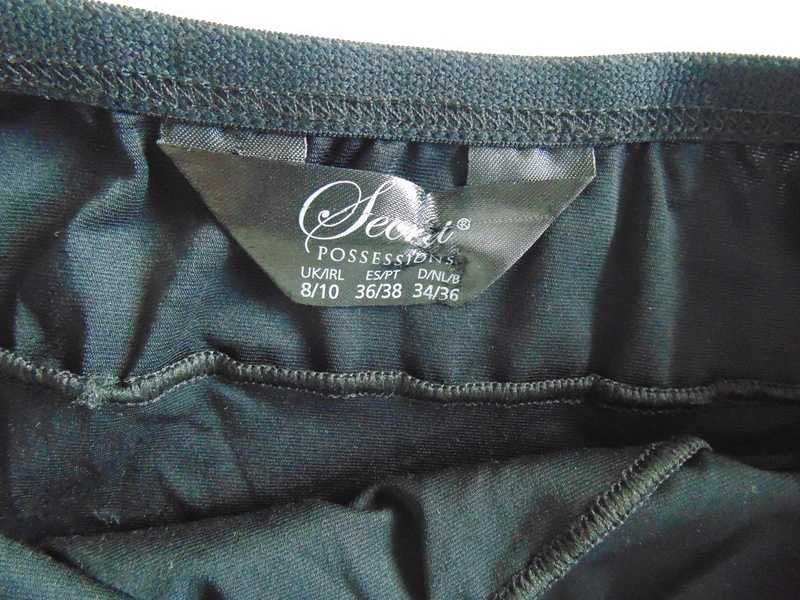 Secret®
POSSESSIONS
UK/IRL ES/PT D/NL/B
8/10 36/38 34/36